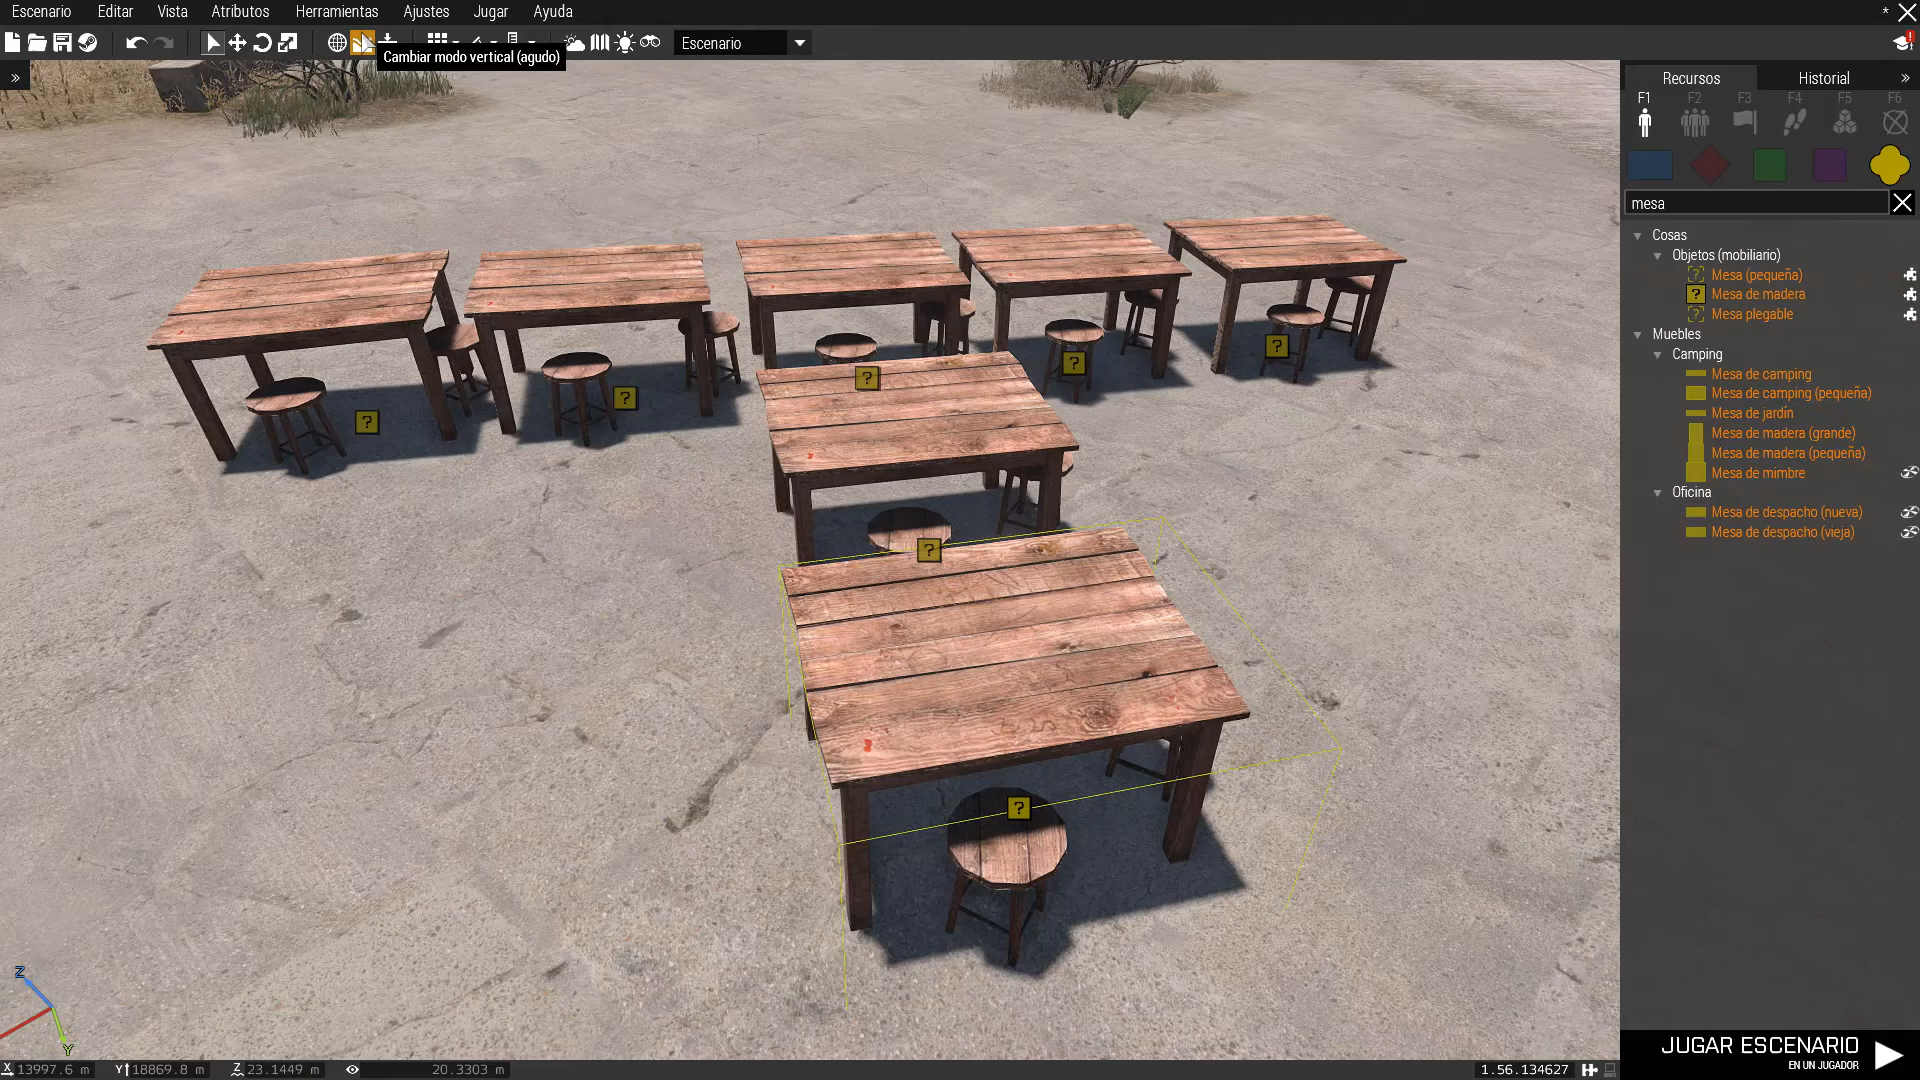 Escenario Editar Vista Atributos Herramientas Ajustes Jugar Ayuda *
Escenario
Cambiar modo vertical (agudo)
Recursos Historial
F1 F2 F3 F4 F5 F6
mesa
Cosas
Objetos (mobiliario)
? Mesa (pequeña)
? Mesa de madera
? Mesa plegable
Muebles
Camping
Mesa de camping
Mesa de camping (pequeña)
Mesa de jardín
Mesa de madera (grande)
Mesa de madera (pequeña)
Mesa de mimbre
Oficina
Mesa de despacho (nueva)
Mesa de despacho (vieja)
?
?
?
?
?
?
?
Z
Y
JUGAR ESCENARIO
EN UN JUGADOR
X 13997.6 m Y 18869.8 m Z 23.1449 m 20.3303 m 1.56.134627